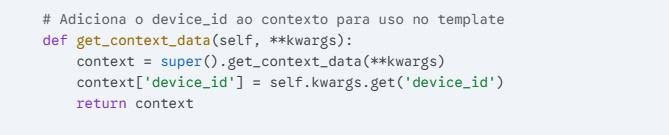 # Adiciona o device_id ao contexto para uso no template
def get_context_data(self, **kwargs):
    context = super().get_context_data(**kwargs)
    context['device_id'] = self.kwargs.get('device_id')
    return context